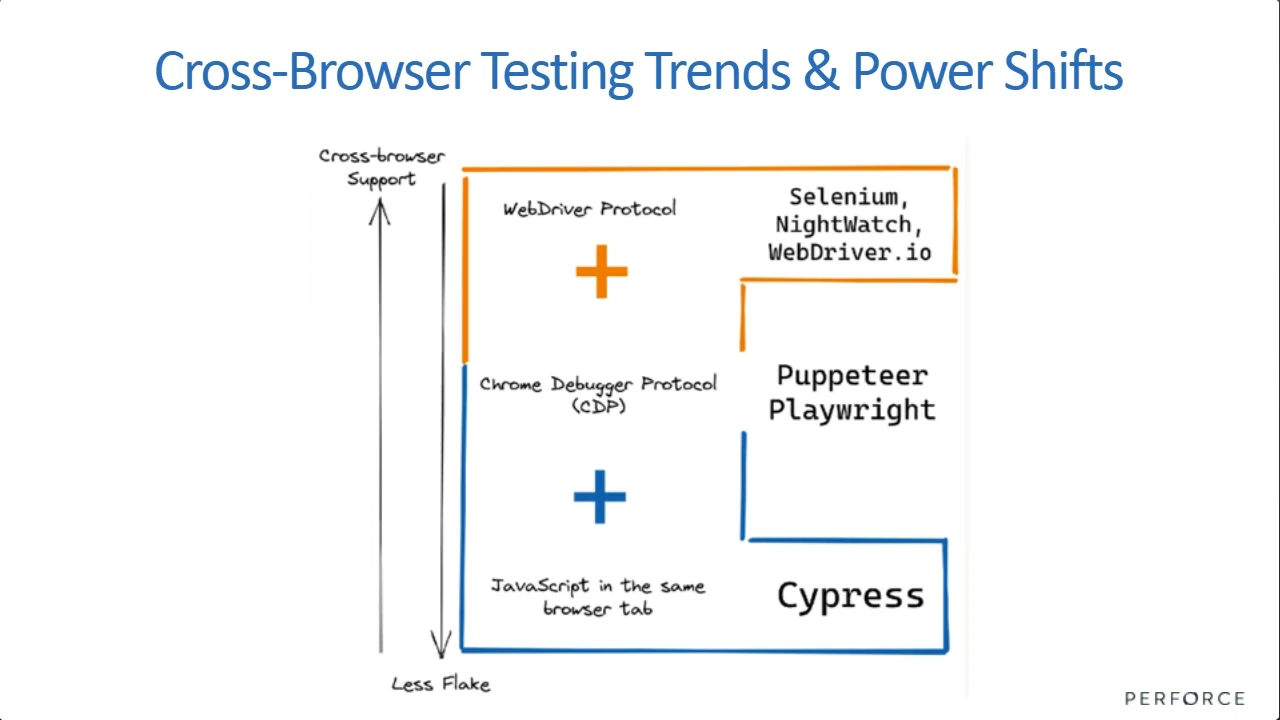 Cross-Browser Testing Trends & Power Shifts
Cross-browser
Support
WebDriver Protocol
Selenium,
NightWatch,
WebDriver.io
Chrome Debugger Protocol
(CDP)
Puppeteer
Playwright
JavaScript in the same
browser tab
Cypress
Less Flake
PERFORCE